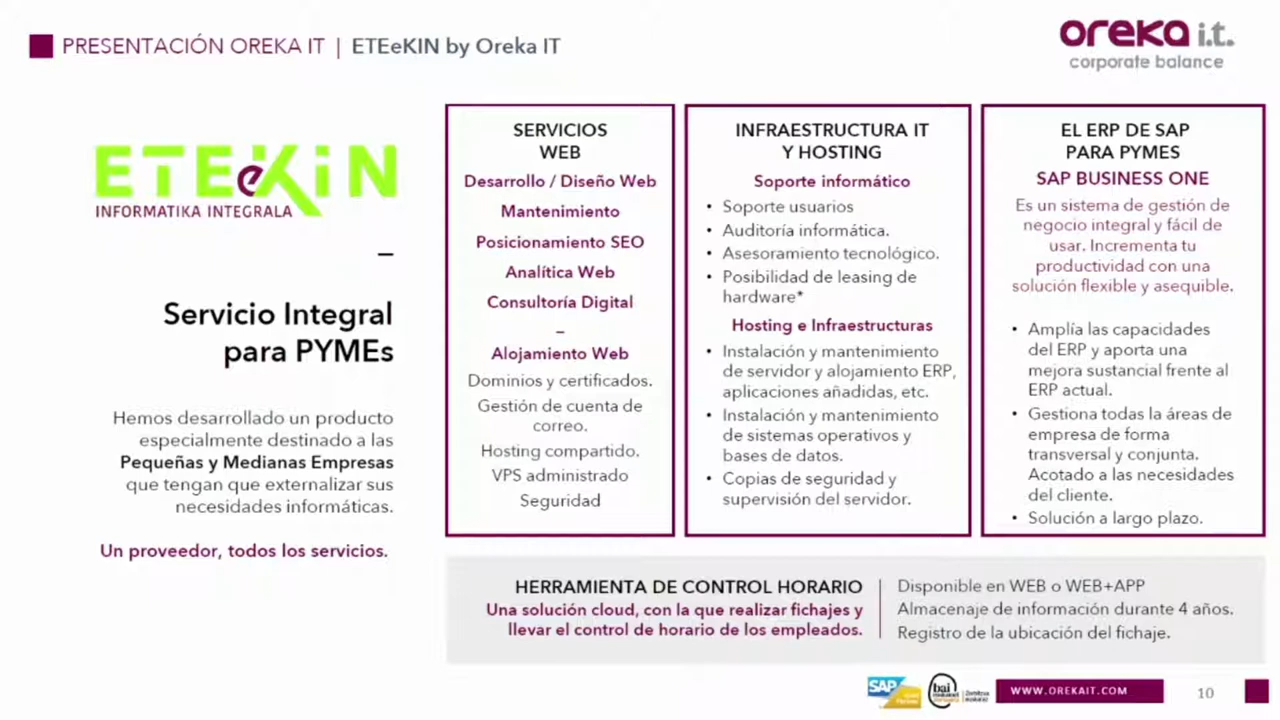 PRESENTACIÓN OREKA IT | ETEeKIN by Oreka IT
oreka i.t.
corporate balance
ETEeKiN
INFORMATIKA INTEGRALA
–
Servicio Integral
para PYMEs
Hemos desarrollado un producto
especialmente destinado a las
Pequeñas y Medianas Empresas
que tengan que externalizar sus
necesidades informáticas.
Un proveedor, todos los servicios.
SERVICIOS
WEB
Desarrollo / Diseño Web
Mantenimiento
Posicionamiento SEO
Analítica Web
Consultoría Digital
–
Alojamiento Web
Dominios y certificados.
Gestión de cuenta de
correo.
Hosting compartido.
VPS administrado
Seguridad
INFRAESTRUCTURA IT
Y HOSTING
Soporte informático
• Soporte usuarios
• Auditoría informática.
• Asesoramiento tecnológico.
• Posibilidad de leasing de
hardware*
Hosting e Infraestructuras
• Instalación y mantenimiento
de servidor y alojamiento ERP,
aplicaciones añadidas, etc.
• Instalación y mantenimiento
de sistemas operativos y
bases de datos.
• Copias de seguridad y
supervisión del servidor.
EL ERP DE SAP
PARA PYMES
SAP BUSINESS ONE
Es un sistema de gestión de
negocio integral y fácil de
usar. Incrementa tu
productividad con una
solución flexible y asequible.
• Amplía las capacidades
del ERP y aporta una
mejora sustancial frente al
ERP actual.
• Gestiona todas la áreas de
empresa de forma
transversal y conjunta.
Acotado a las necesidades
del cliente.
• Solución a largo plazo.
HERRAMIENTA DE CONTROL HORARIO
Una solución cloud, con la que realizar fichajes y
llevar el control de horario de los empleados.
Disponible en WEB o WEB+APP
Almacenaje de información durante 4 años.
Registro de la ubicación del fichaje.
SAP
bai
WWW.OREKAIT.COM
10